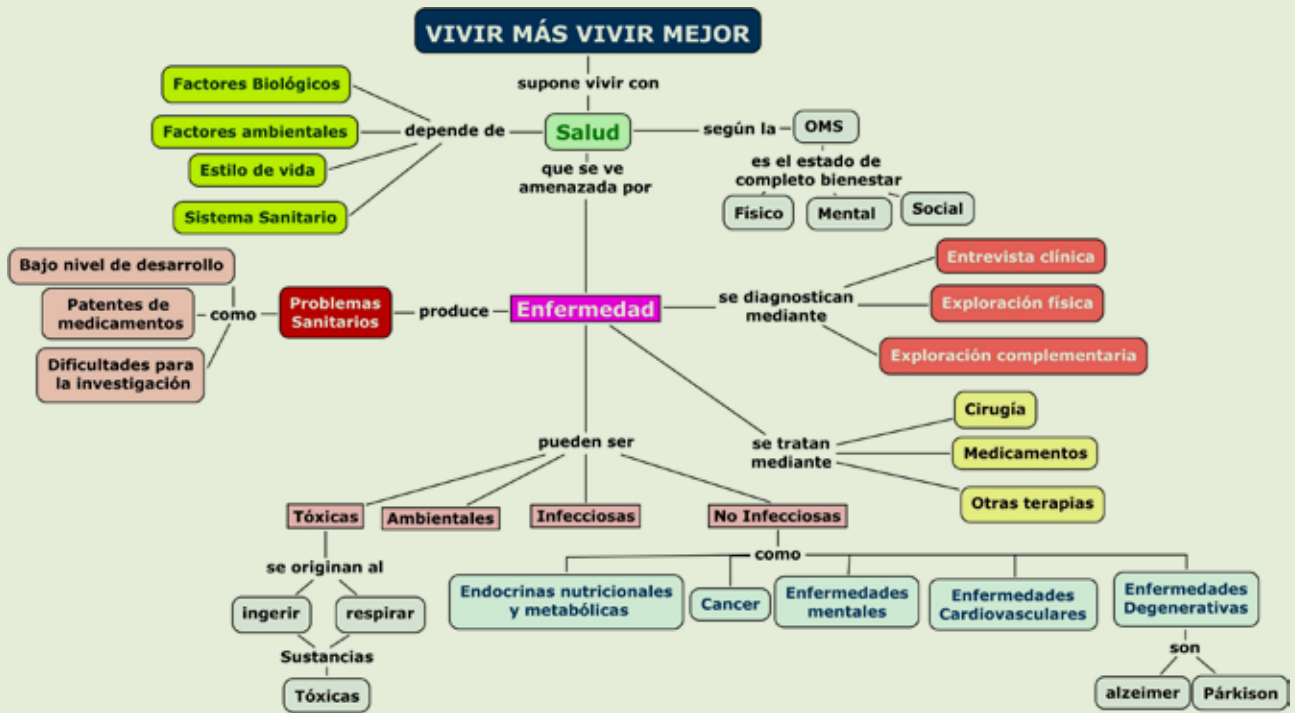 VIVIR MÁS VIVIR MEJOR
supone vivir con
Salud
depende de
Factores Biológicos
Factores ambientales
Estilo de vida
Sistema Sanitario
según la
OMS
es el estado de
completo bienestar
Físico
Mental
Social
que se ve
amenazada por
Enfermedad
produce
Problemas
Sanitarios
como
Bajo nivel de desarrollo
Patentes de
medicamentos
Dificultades para
la investigación
se diagnostican
mediante
Entrevista clínica
Exploración física
Exploración complementaria
se tratan
mediante
Cirugía
Medicamentos
Otras terapias
pueden ser
Tóxicas
Ambientales
Infecciosas
No Infecciosas
se originan al
ingerir
respirar
Sustancias
Tóxicas
como
Endocrinas nutricionales
y metabólicas
Cancer
Enfermedades
mentales
Enfermedades
Cardiovasculares
Enfermedades
Degenerativas
son
alzeimer
Párkison